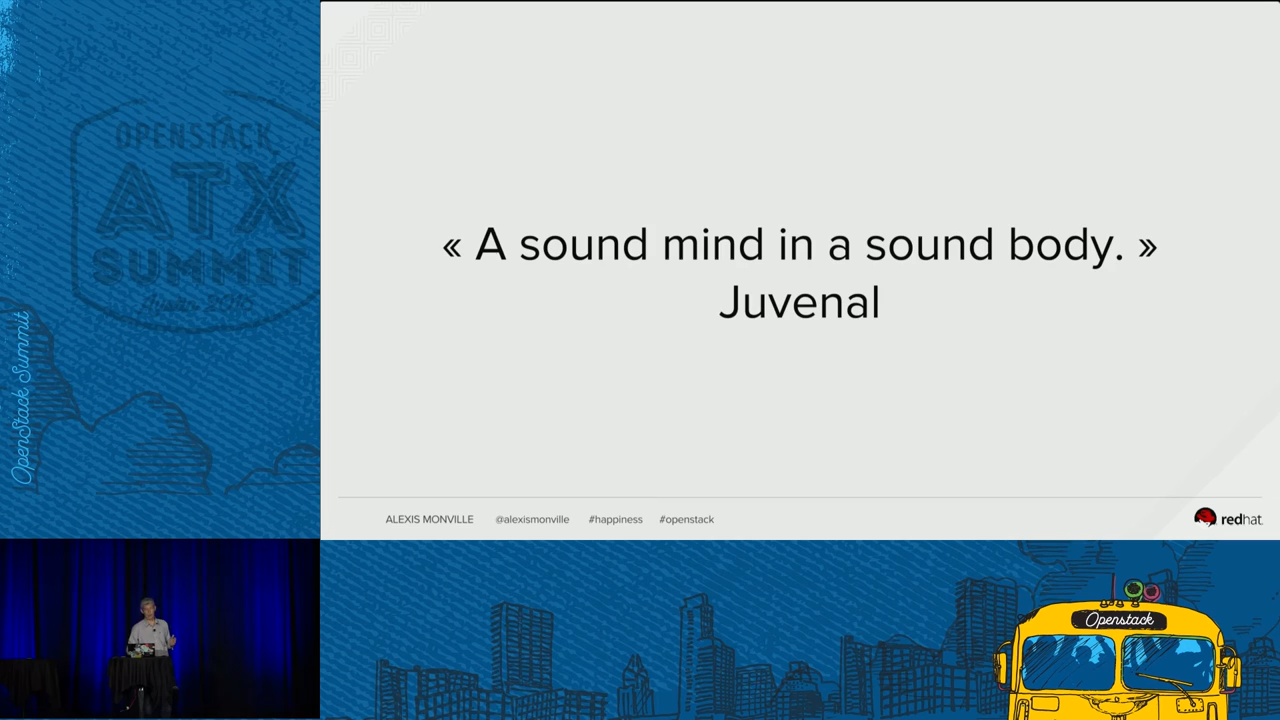 OPENSTACK
ATX
SUMMIT
Austin 2016
OpenStack Summit
« A sound mind in a sound body. »
Juvenal
ALEXIS MONVILLE @alexismonville #happiness #openstack
redhat.
Openstack